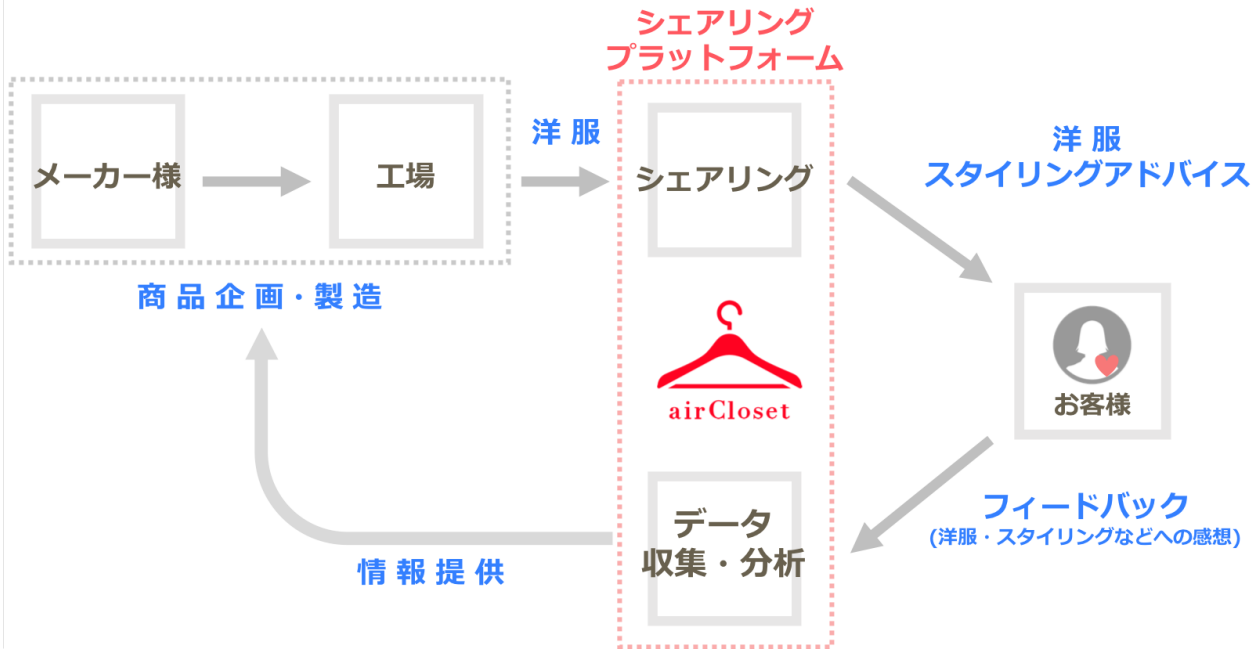 シェアリング
プラットフォーム
メーカー様
工場
洋服
シェアリング
洋服
スタイリングアドバイス
商品企画・製造
airCloset
お客様
フィードバック
(洋服・スタイリングなどへの感想)
データ
収集・分析
情報提供